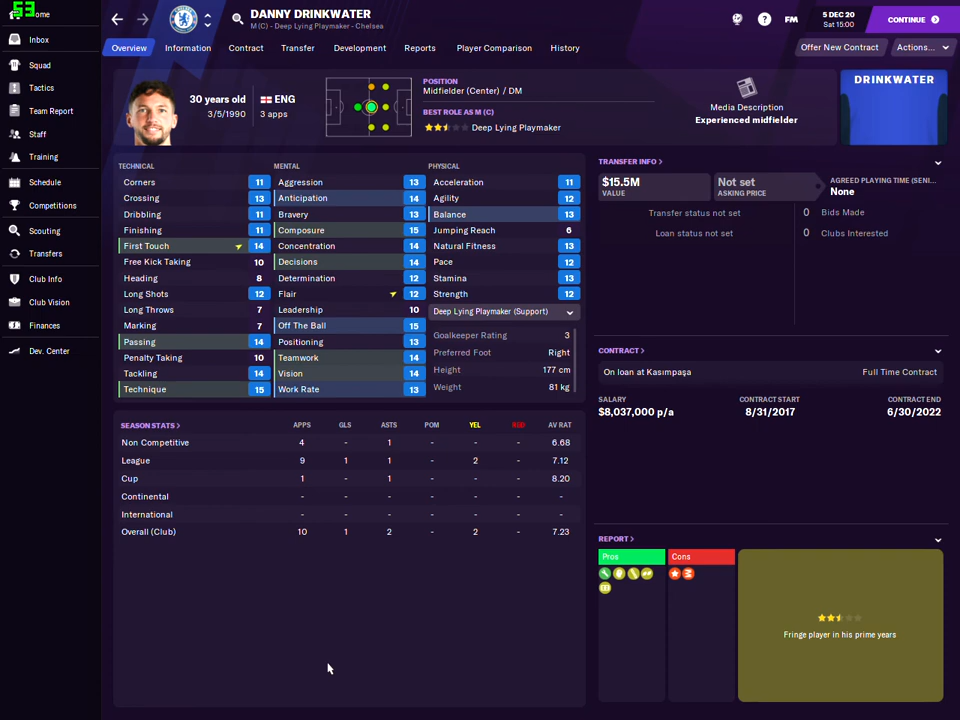 53
ome
DANNY DRINKWATER
M (C) - Deep Lying Playmaker - Chelsea
FM
5 DEC 20
Sat 15:00
CONTINUE
Overview
Information
Contract
Transfer
Development
Reports
Player Comparison
History
Offer New Contract
Actions...
Inbox
Squad
Tactics
Team Report
Staff
Training
Schedule
Competitions
Scouting
Transfers
Club Info
Club Vision
Finances
Dev. Center
30 years old
3/5/1990
ENG
3 apps
POSITION
Midfielder (Center) / DM
BEST ROLE AS M (C)
Deep Lying Playmaker
Media Description
Experienced midfielder
DRINKWATER
TECHNICAL
Corners 11
Crossing 13
Dribbling 11
Finishing 11
First Touch 14
Free Kick Taking 10
Heading 8
Long Shots 12
Long Throws 7
Marking 7
Passing 14
Penalty Taking 10
Tackling 14
Technique 15
MENTAL
Aggression 13
Anticipation 14
Bravery 13
Composure 15
Concentration 14
Decisions 14
Determination 12
Flair 12
Leadership 10
Off The Ball 15
Positioning 13
Teamwork 14
Vision 14
Work Rate 13
PHYSICAL
Acceleration 11
Agility 12
Balance 13
Jumping Reach 6
Natural Fitness 13
Pace 12
Stamina 13
Strength 12
Deep Lying Playmaker (Support)
Goalkeeper Rating 3
Preferred Foot Right
Height 177 cm
Weight 81 kg
TRANSFER INFO >
$15.5M
VALUE
Not set
ASKING PRICE
AGREED PLAYING TIME (SENI...
None
Transfer status not set
Loan status not set
0 Bids Made
0 Clubs Interested
CONTRACT >
On loan at Kasımpaşa
Full Time Contract
SALARY
$8,037,000 p/a
CONTRACT START
8/31/2017
CONTRACT END
6/30/2022
SEASON STATS > APPS GLS ASTS POM YEL RED AV RAT
Non Competitive 4 - 1 - - - 6.68
League 9 1 1 - 2 - 7.12
Cup 1 - 1 - - - 8.20
Continental - - - - - - -
International - - - - - - -
Overall (Club) 10 1 2 - 2 - 7.23
REPORT >
Pros
Cons
Fringe player in his prime years